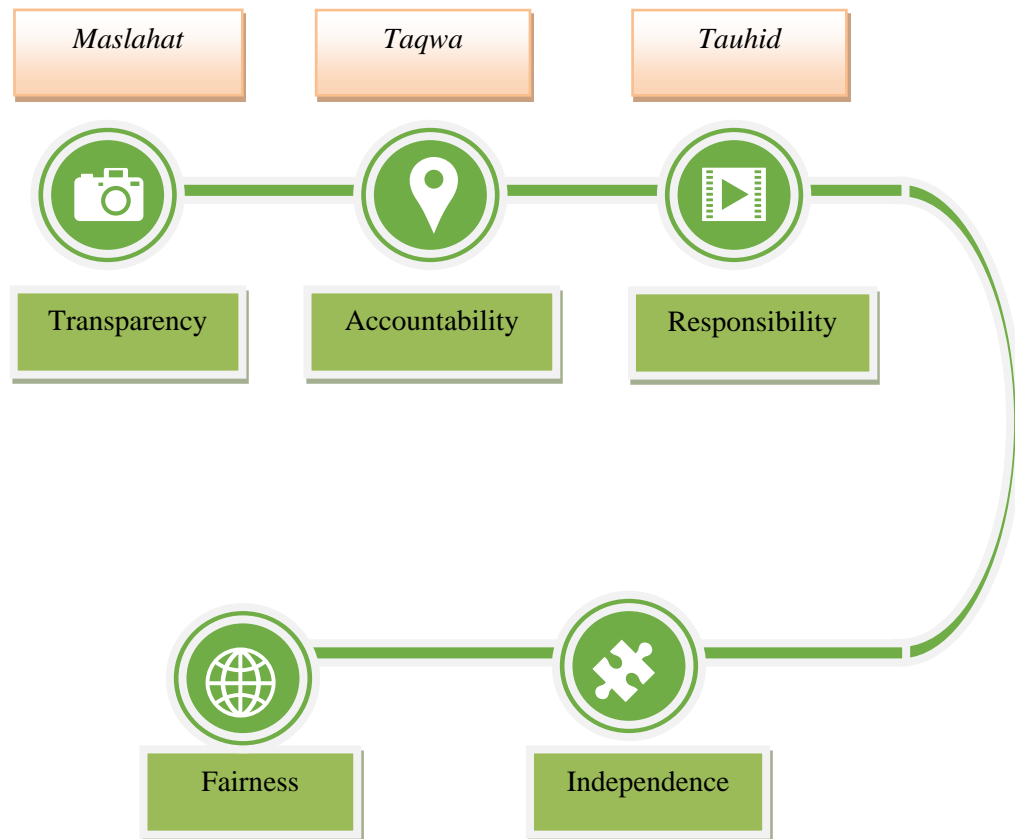 Maslahat
Taqwa
Tauhid
Transparency
Accountability
Responsibility
Fairness
Independence